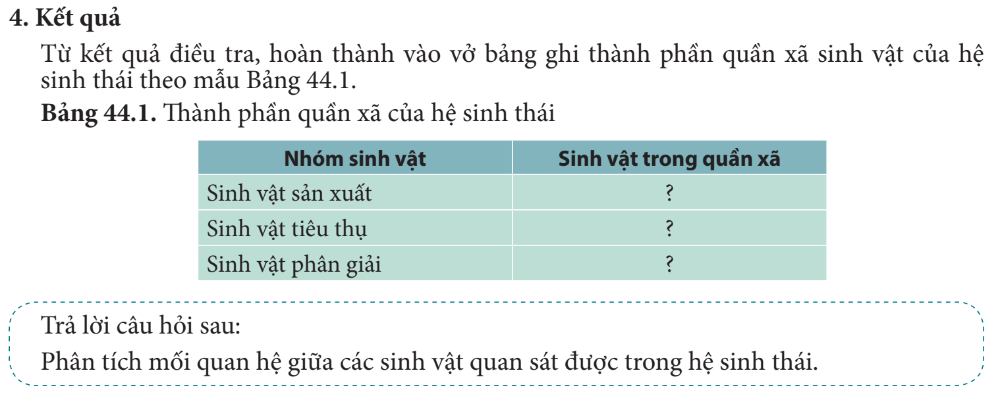 4. Kết quả
Từ kết quả điều tra, hoàn thành vào vở bảng ghi thành phần quần xã sinh vật của hệ
sinh thái theo mẫu Bảng 44.1.
Bảng 44.1. Thành phần quần xã của hệ sinh thái
Nhóm sinh vật Sinh vật trong quần xã
Sinh vật sản xuất ?
Sinh vật tiêu thụ ?
Sinh vật phân giải ?
Trả lời câu hỏi sau:
Phân tích mối quan hệ giữa các sinh vật quan sát được trong hệ sinh thái.